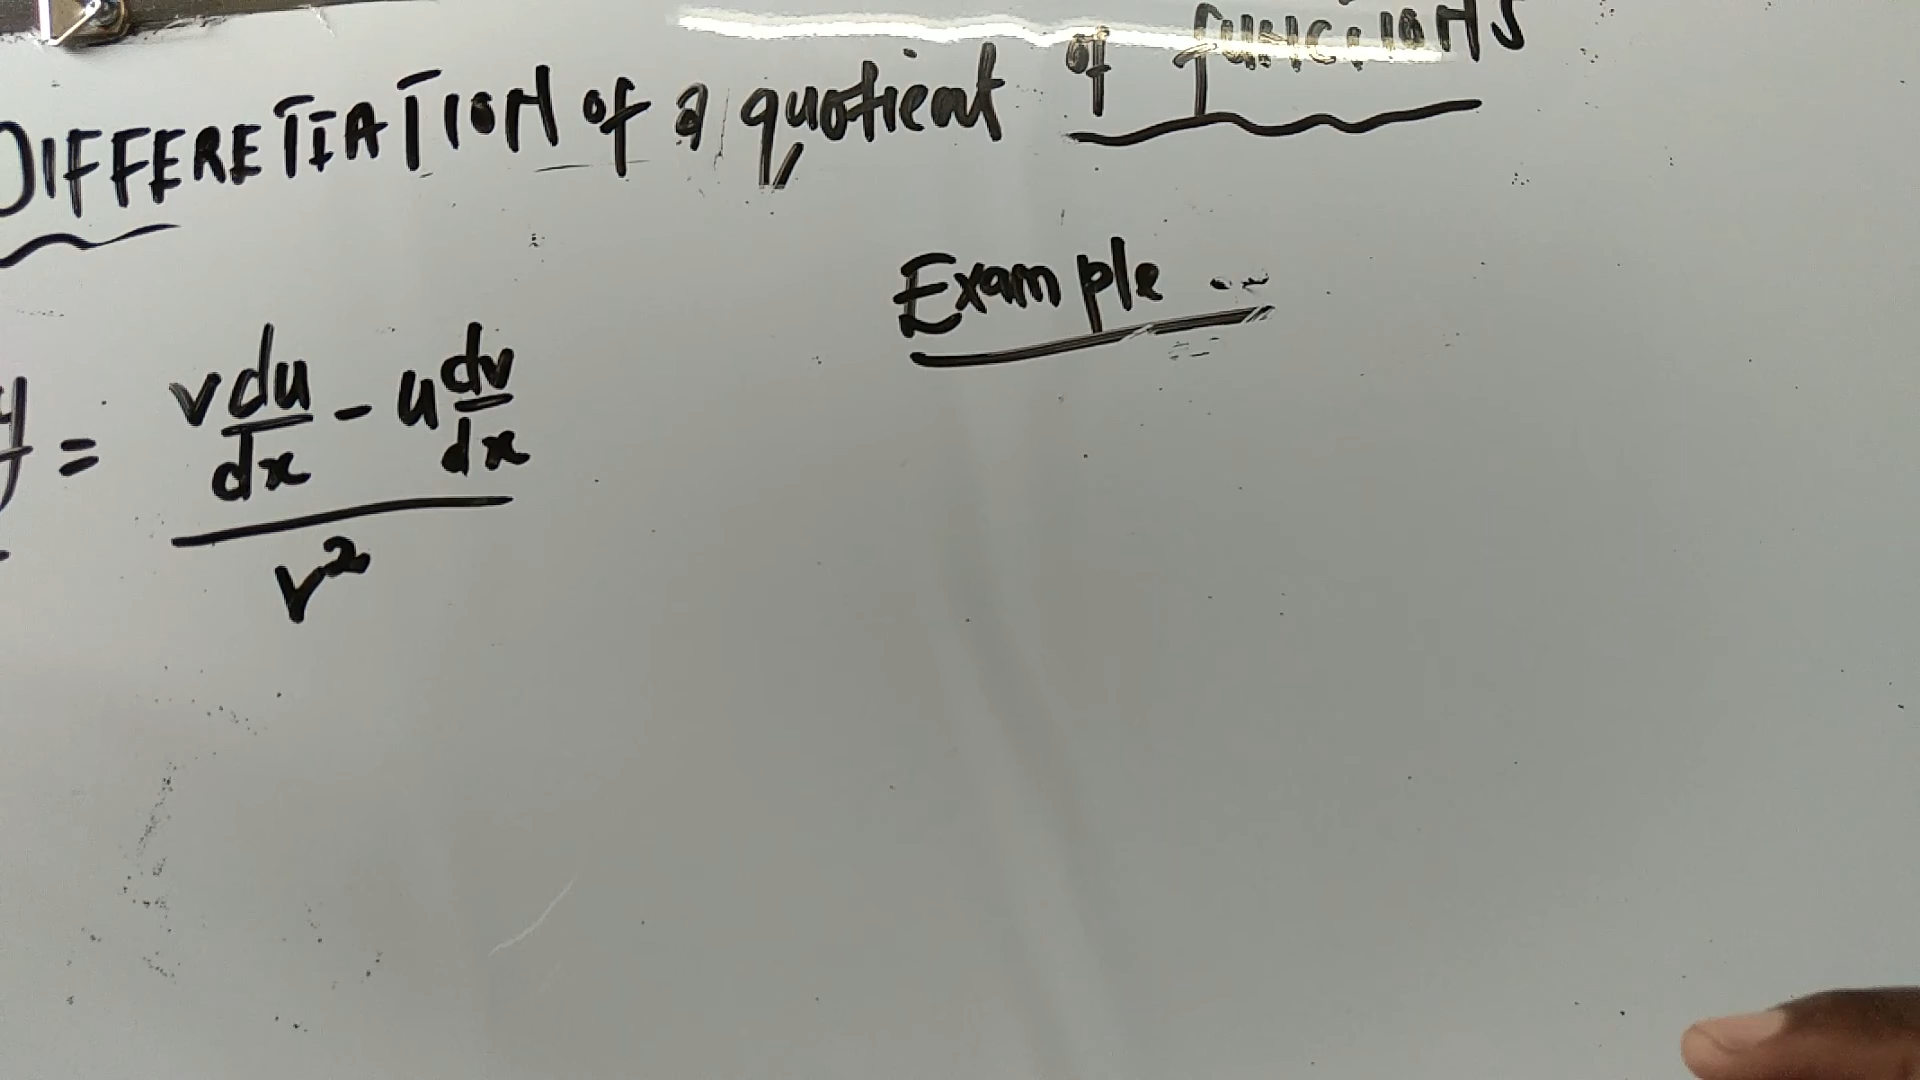 DIFFERETIATION of a quotient of functions
Example ...
y = v du/dx - u dv/dx
v²